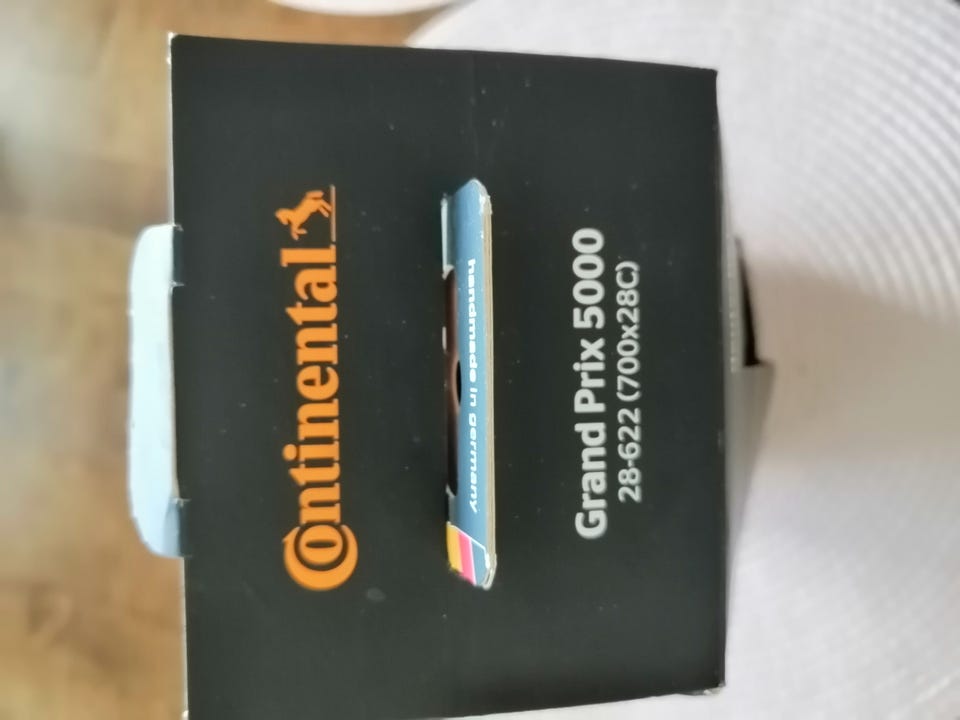 Continental
handmade in germany
Grand Prix 5000
28-622 (700x28C)